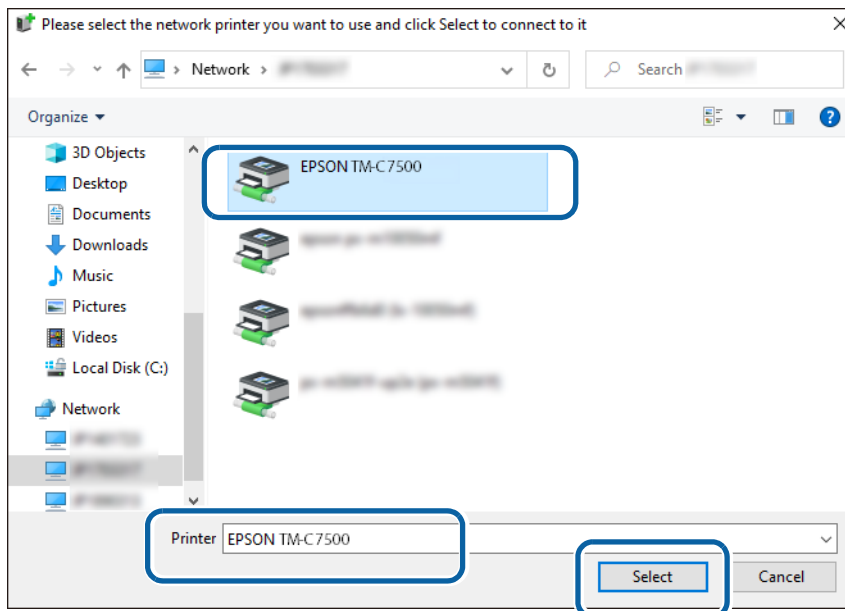 Please select the network printer you want to use and click Select to connect to it
Network
Search
Organize
3D Objects
Desktop
Documents
Downloads
Music
Pictures
Videos
Local Disk (C:)
Network
EPSON TM-C7500
Printer EPSON TM-C7500
Select Cancel